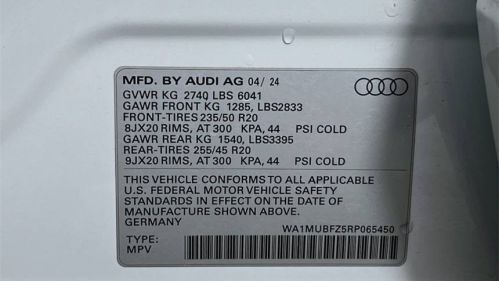 MFD. BY AUDI AG 04/ 24
GVWR KG 2740 LBS 6041
GAWR FRONT KG 1285, LBS2833
FRONT-TIRES 235/50 R20
8JX20 RIMS, AT 300 KPA, 44 PSI COLD
GAWR REAR KG 1540, LBS3395
REAR-TIRES 255/45 R20
9JX20 RIMS, AT 300 KPA, 44 PSI COLD
THIS VEHICLE CONFORMS TO ALL APPLICABLE
U.S. FEDERAL MOTOR VEHICLE SAFETY
STANDARDS IN EFFECT ON THE DATE OF
MANUFACTURE SHOWN ABOVE.
GERMANY
WA1MUBFZ5RP065450
TYPE:
MPV